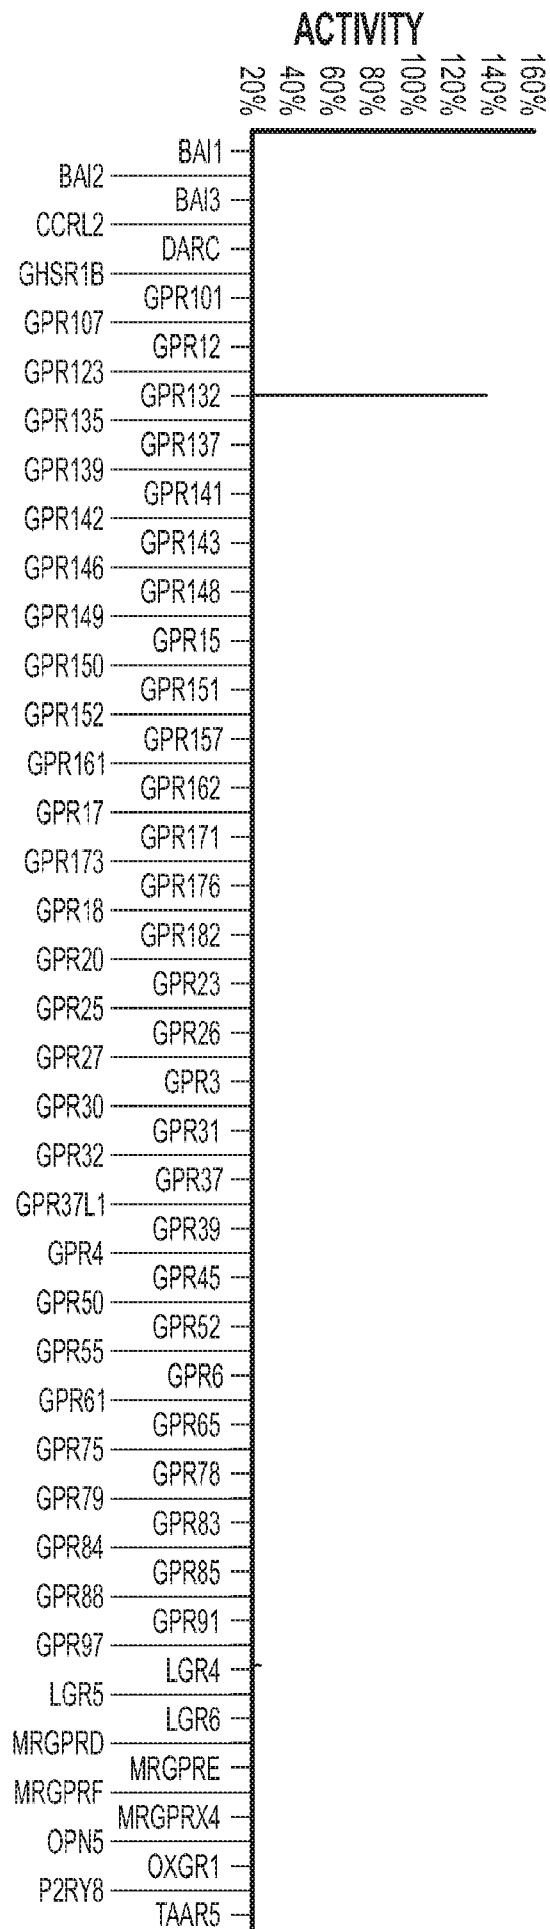 ACTIVITY
20%
40%
60%
80%
100%
120%
140%
160%
BAI1
BAI2
BAI3
CCRL2
DARC
GHSR1B
GPR101
GPR107
GPR12
GPR123
GPR132
GPR135
GPR137
GPR139
GPR141
GPR142
GPR143
GPR146
GPR148
GPR149
GPR15
GPR150
GPR151
GPR152
GPR157
GPR161
GPR162
GPR17
GPR171
GPR173
GPR176
GPR18
GPR182
GPR20
GPR23
GPR25
GPR26
GPR27
GPR3
GPR30
GPR31
GPR32
GPR37
GPR37L1
GPR39
GPR4
GPR45
GPR50
GPR52
GPR55
GPR6
GPR61
GPR65
GPR75
GPR78
GPR79
GPR83
GPR84
GPR85
GPR88
GPR91
GPR97
LGR4
LGR5
LGR6
MRGPRD
MRGPRE
MRGPRF
MRGPRX4
OPN5
OXGR1
P2RY8
TAAR5